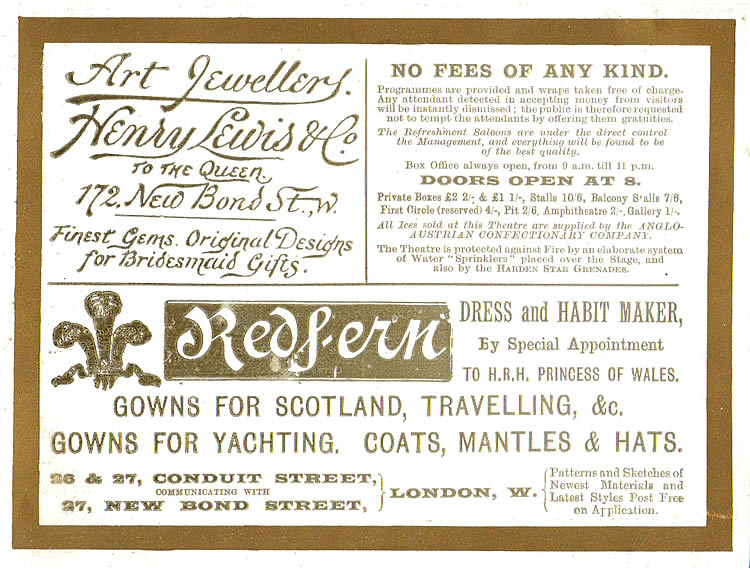 Art Jewellers.
Henry Lewis & Co
TO THE QUEEN.
172. New Bond St., W.
Finest Gems. Original Designs
for Bridesmaid Gifts.
NO FEES OF ANY KIND.
Programmes are provided and wraps taken free of charge.
Any attendant detected in accepting money from visitors
will be instantly dismissed; the public is therefore requested
not to tempt the attendants by offering them gratuities.
The Refreshment Saloons are under the direct control
the Management, and everything will be found to be
of the best quality.
Box Office always open, from 9 a.m. till 11 p.m.
DOORS OPEN AT 8.
Private Boxes £2 2/- & £1 1/-, Stalls 10/6, Balcony Stalls 7/6,
First Circle (reserved) 4/-, Pit 2/6, Amphitheatre 2/-, Gallery 1/-.
All Ices sold at this Theatre are supplied by the ANGLO-
AUSTRIAN CONFECTIONARY COMPANY.
The Theatre is protected against Fire by an elaborate system
of Water "Sprinklers" placed over the Stage, and
also by the HARDEN STAR GRENADES.
Redfern
DRESS and HABIT MAKER,
By Special Appointment
TO H.R.H. PRINCESS OF WALES.
GOWNS FOR SCOTLAND, TRAVELLING, &c.
GOWNS FOR YACHTING. COATS, MANTLES & HATS.
26 & 27, CONDUIT STREET,
COMMUNICATING WITH
27, NEW BOND STREET,
LONDON, W.
Patterns and Sketches of
Newest Materials and
Latest Styles Post Free
on Application.